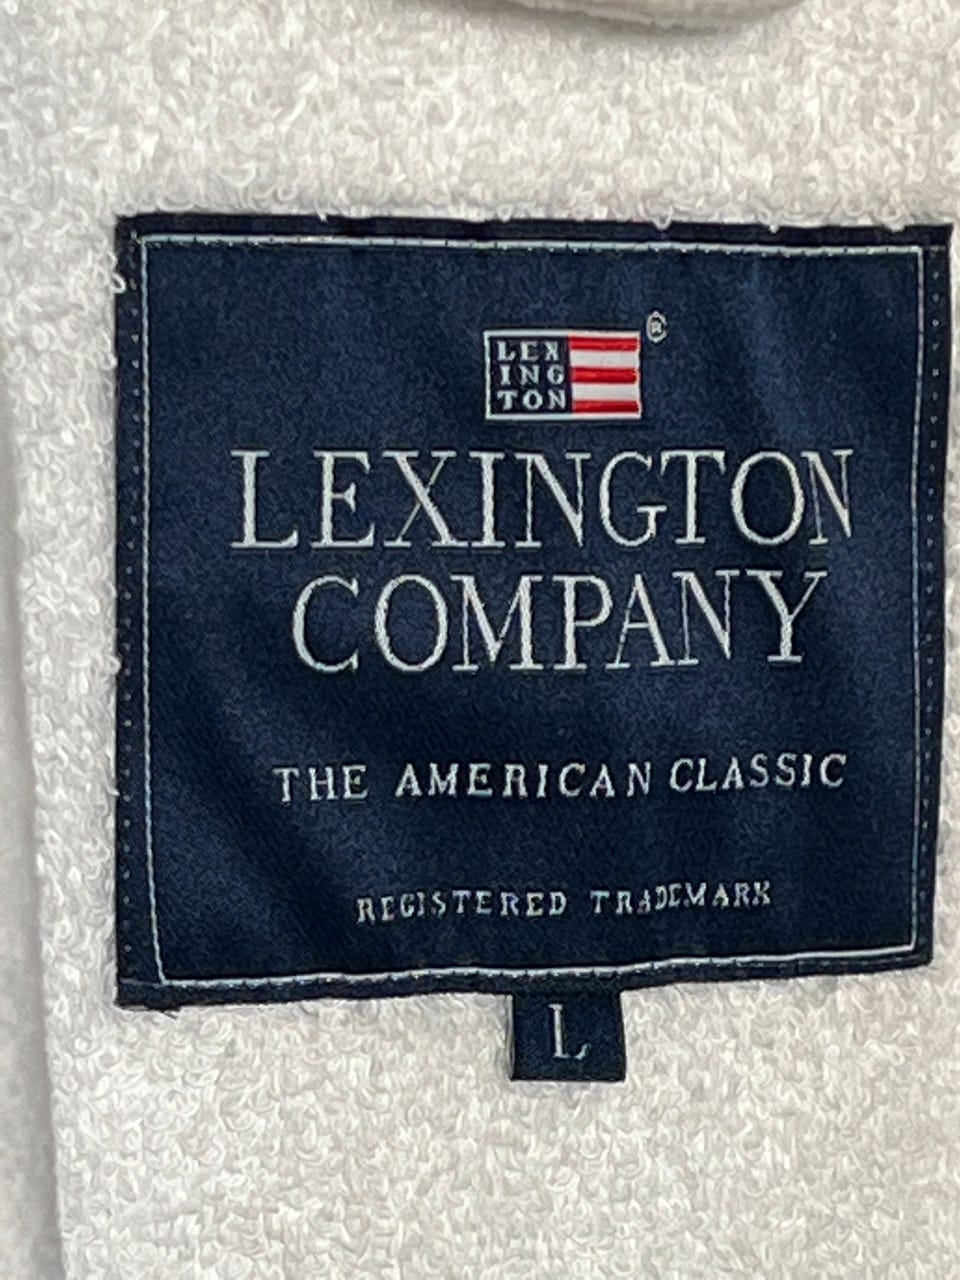 LEX
ING
TON
®
LEXINGTON
COMPANY
THE AMERICAN CLASSIC
REGISTERED TRADEMARK
L